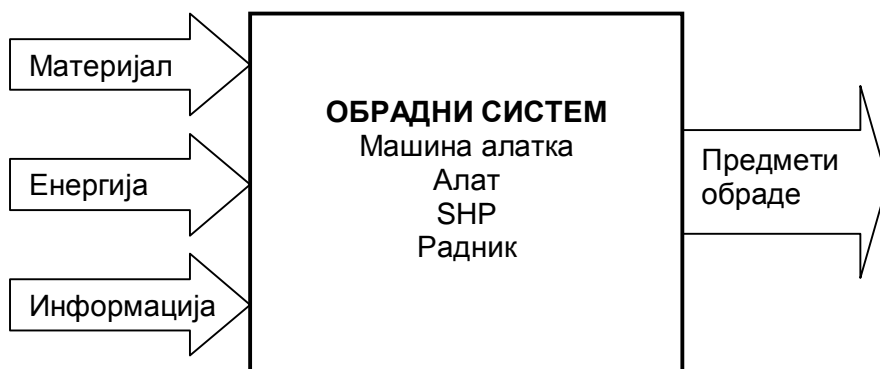 Материјал
Енергија
Информација
ОБРАДНИ СИСТЕМ
Машина алатка
Алат
SHP
Радник
Предмети
обраде